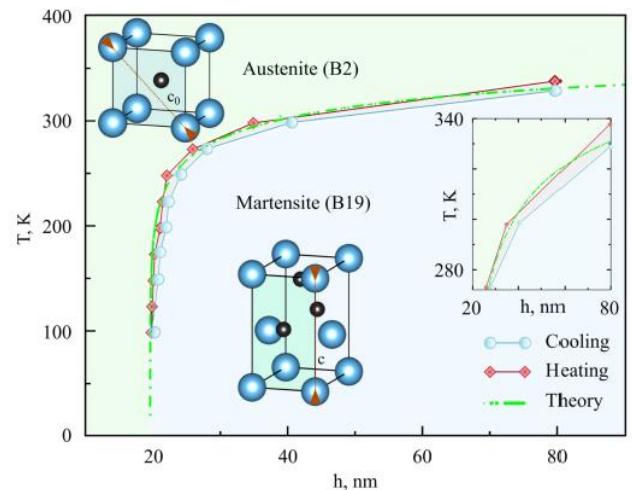 400
300
200
100
0
T, K
20
40
60
80
h, nm
Austenite (B2)
c0
Martensite (B19)
c
340
280
T, K
20
80
h, nm
Cooling
Heating
Theory